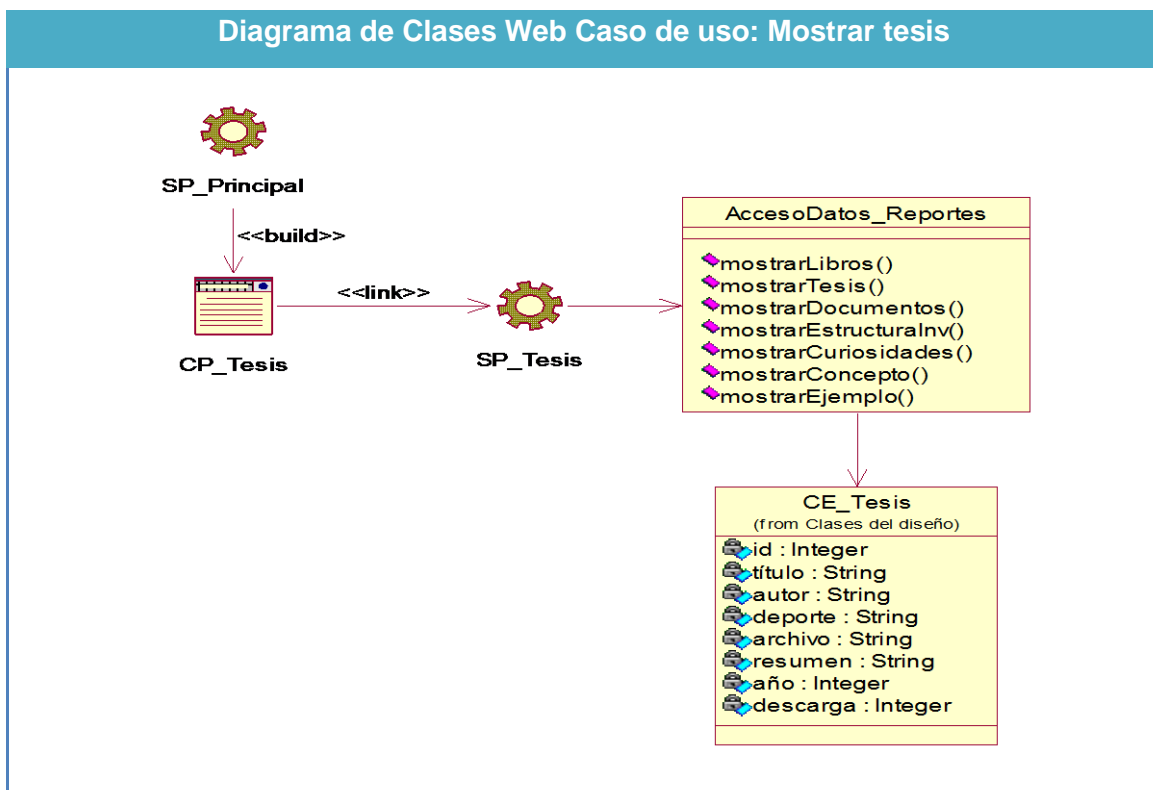 Diagrama de Clases Web Caso de uso: Mostrar tesis
SP_Principal
<<build>>
CP_Tesis
<<link>>
SP_Tesis
AccesoDatos_Reportes
mostrarLibros()
mostrarTesis()
mostrarDocumentos()
mostrarEstructuraInv()
mostrarCuriosidades()
mostrarConcepto()
mostrarEjemplo()
CE_Tesis
(from Clases del diseño)
id : Integer
título : String
autor : String
deporte : String
archivo : String
resumen : String
año : Integer
descarga : Integer